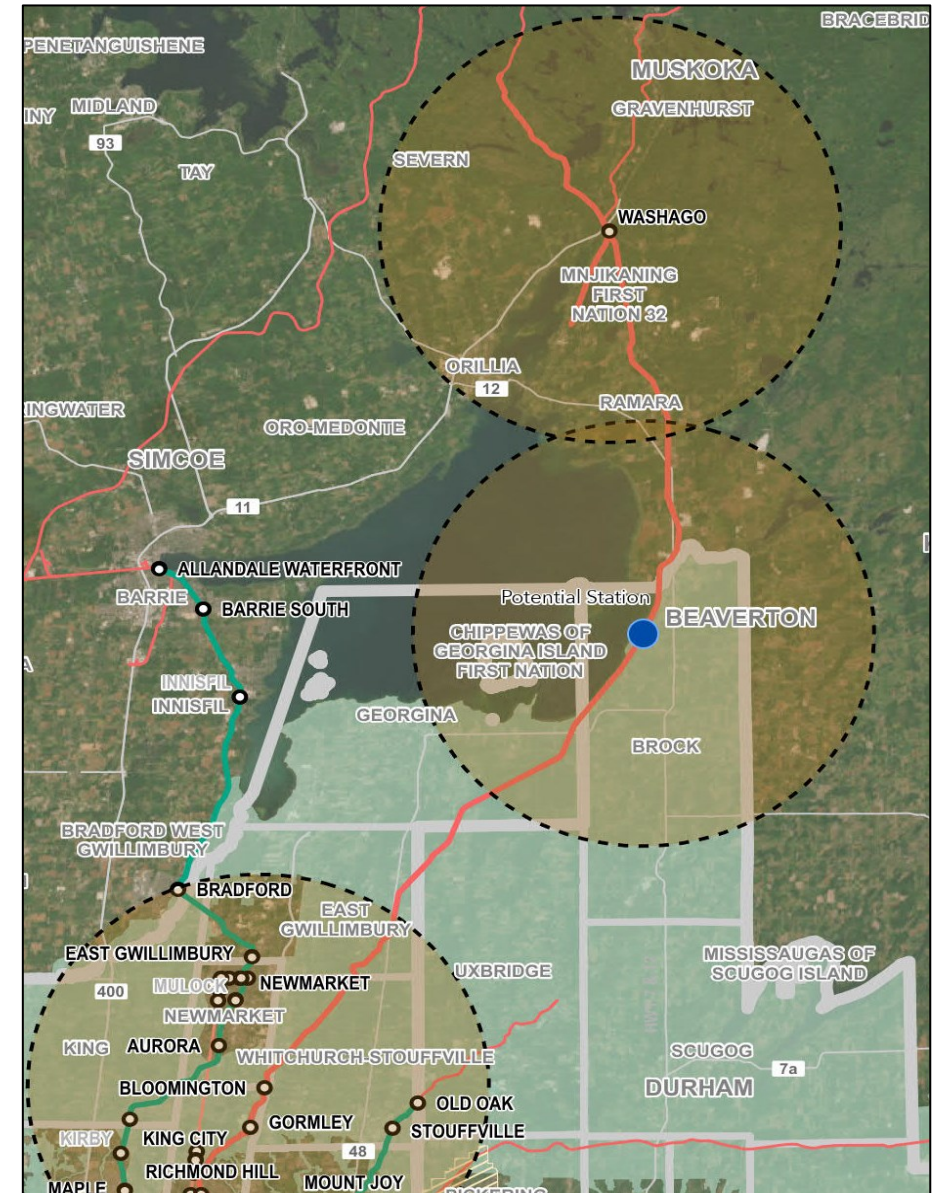 BRACEBRID
PENETANGUISHENE
MUSKOKA
MIDLAND
GRAVENHURST
93
SEVERN
TAY
WASHAGO
MNJIKANING
FIRST
NATION 32
ORILLIA
12
RAMARA
RINGWATER
ORO-MEDONTE
SIMCOE
11
ALLANDALE WATERFRONT
BARRIE
BARRIE SOUTH
Potential Station
BEAVERTON
CHIPPEWAS OF
GEORGINA ISLAND
FIRST NATION
INNISFIL
INNISFIL
GEORGINA
BROCK
BRADFORD WEST
GWILLIMBURY
BRADFORD
EAST
GWILLIMBURY
EAST GWILLIMBURY
UXBRIDGE
MISSISSAUGAS OF
SCUGOG ISLAND
400
MULOCK
NEWMARKET
NEWMARKET
KING
AURORA
WHITCHURCH-STOUFFVILLE
SCUGOG
7a
BLOOMINGTON
DURHAM
OLD OAK
GORMLEY
STOUFFVILLE
KIRBY
KING CITY
48
RICHMOND HILL
MAPLE
MOUNT JOY
PICKERING